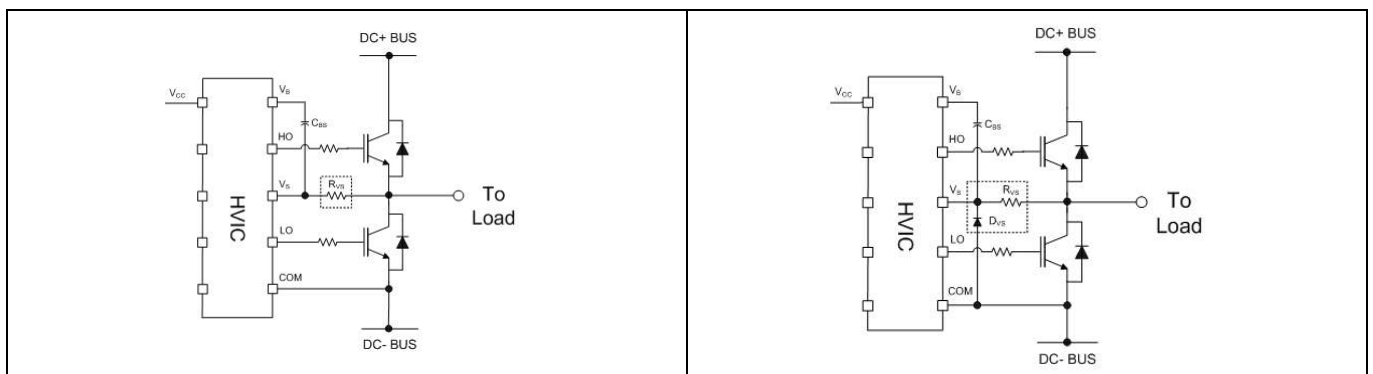 DC+ BUS
VCC
VB
CBS
HO
VS
RVS
To
Load
HVIC
LO
COM
DC- BUS
DC+ BUS
VCC
VB
CBS
HO
VS
RVS
To
Load
DVS
HVIC
LO
COM
DC- BUS